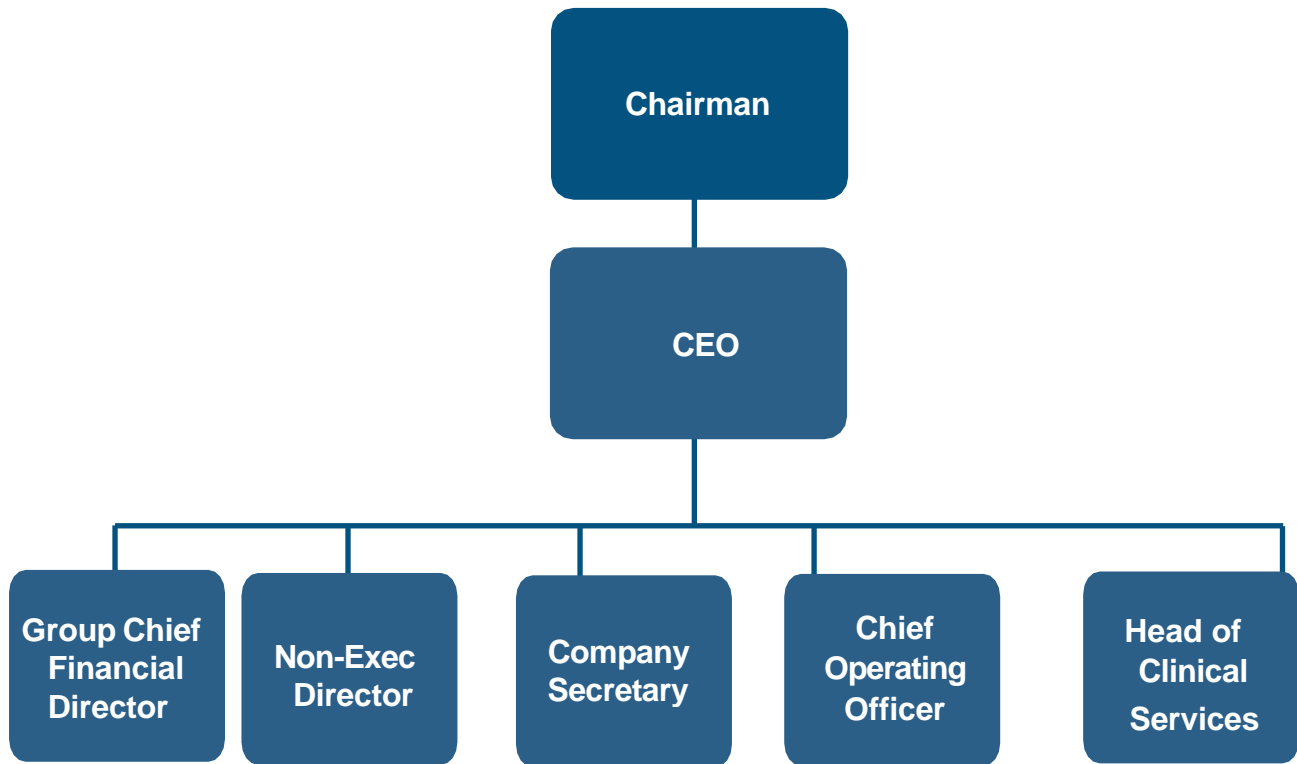 Chairman
CEO
Group Chief
Financial
Director
Non-Exec
Director
Company
Secretary
Chief
Operating
Officer
Head of
Clinical
Services